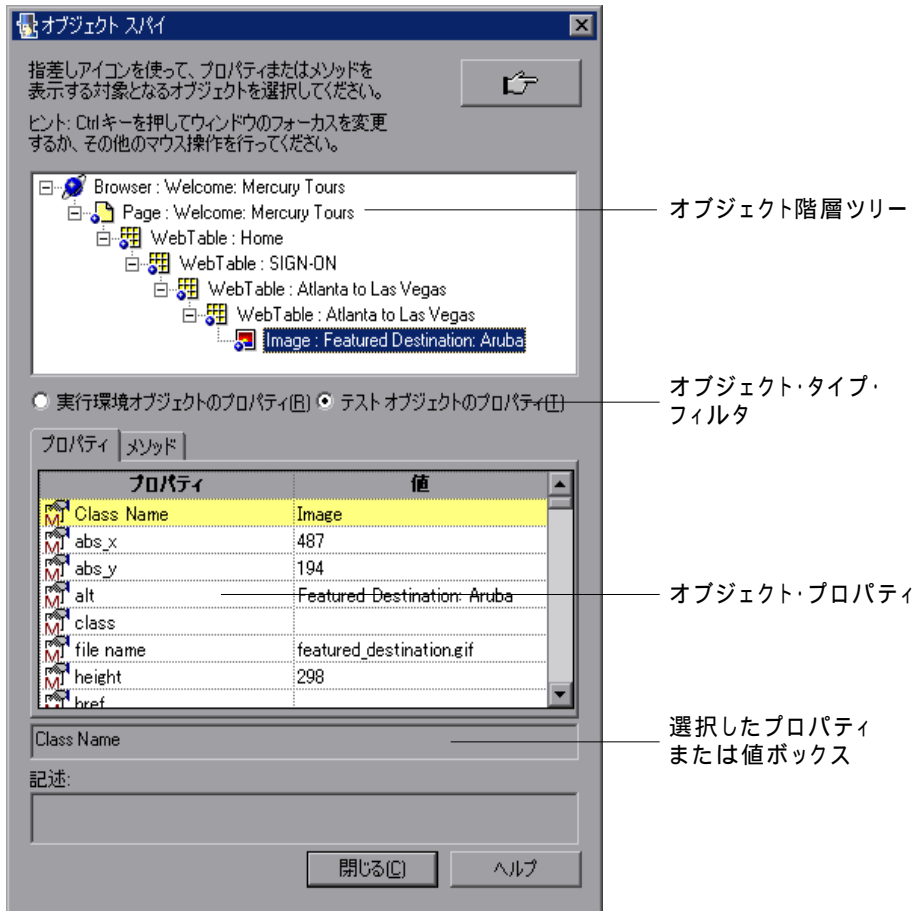 オブジェクト スパイ
指差しアイコンを使って、プロパティまたはメソッドを
表示する対象となるオブジェクトを選択してください。
ヒント: Ctrlキーを押してウィンドウのフォーカスを変更
するか、その他のマウス操作を行ってください。
Browser : Welcome: Mercury Tours
Page : Welcome: Mercury Tours
オブジェクト階層ツリー
WebTable : Home
WebTable : SIGN-ON
WebTable : Atlanta to Las Vegas
WebTable : Atlanta to Las Vegas
Image : Featured Destination: Aruba
実行環境オブジェクトのプロパティ(R) テスト オブジェクトのプロパティ(T)
オブジェクト・タイプ・
フィルタ
プロパティ メソッド
プロパティ 値
Class Name Image
abs_x 487
abs_y 194
alt Featured Destination: Aruba
オブジェクト・プロパティ
class
file name featured_destination.gif
height 298
href
Class Name
選択したプロパティ
または値ボックス
記述:
閉じる(C) ヘルプ